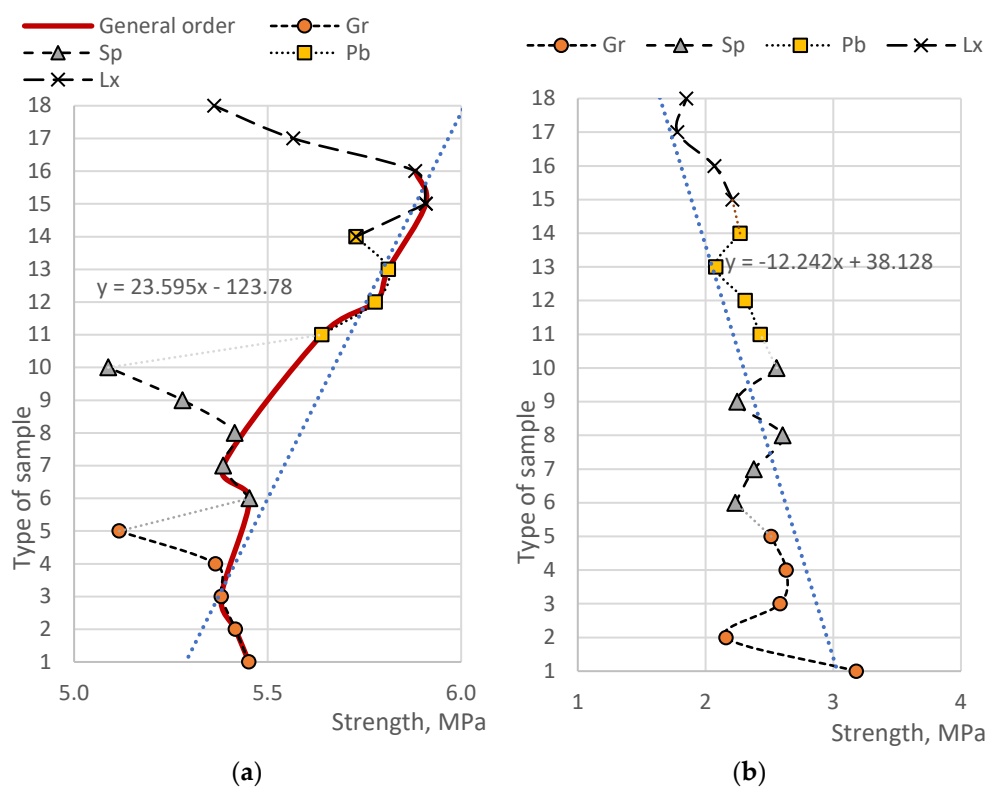 General order
Gr
Sp
Pb
Lx
18
17
16
15
14
13
12
11
10
9
8
7
6
5
4
3
2
1
Type of sample
y = 23.595x - 123.78
5.0
5.5
6.0
Strength, MPa
(a)
Gr
Sp
Pb
Lx
18
17
16
15
14
13
12
11
10
9
8
7
6
5
4
3
2
1
Type of sample
y = -12.242x + 38.128
1
2
3
4
Strength, MPa
(b)